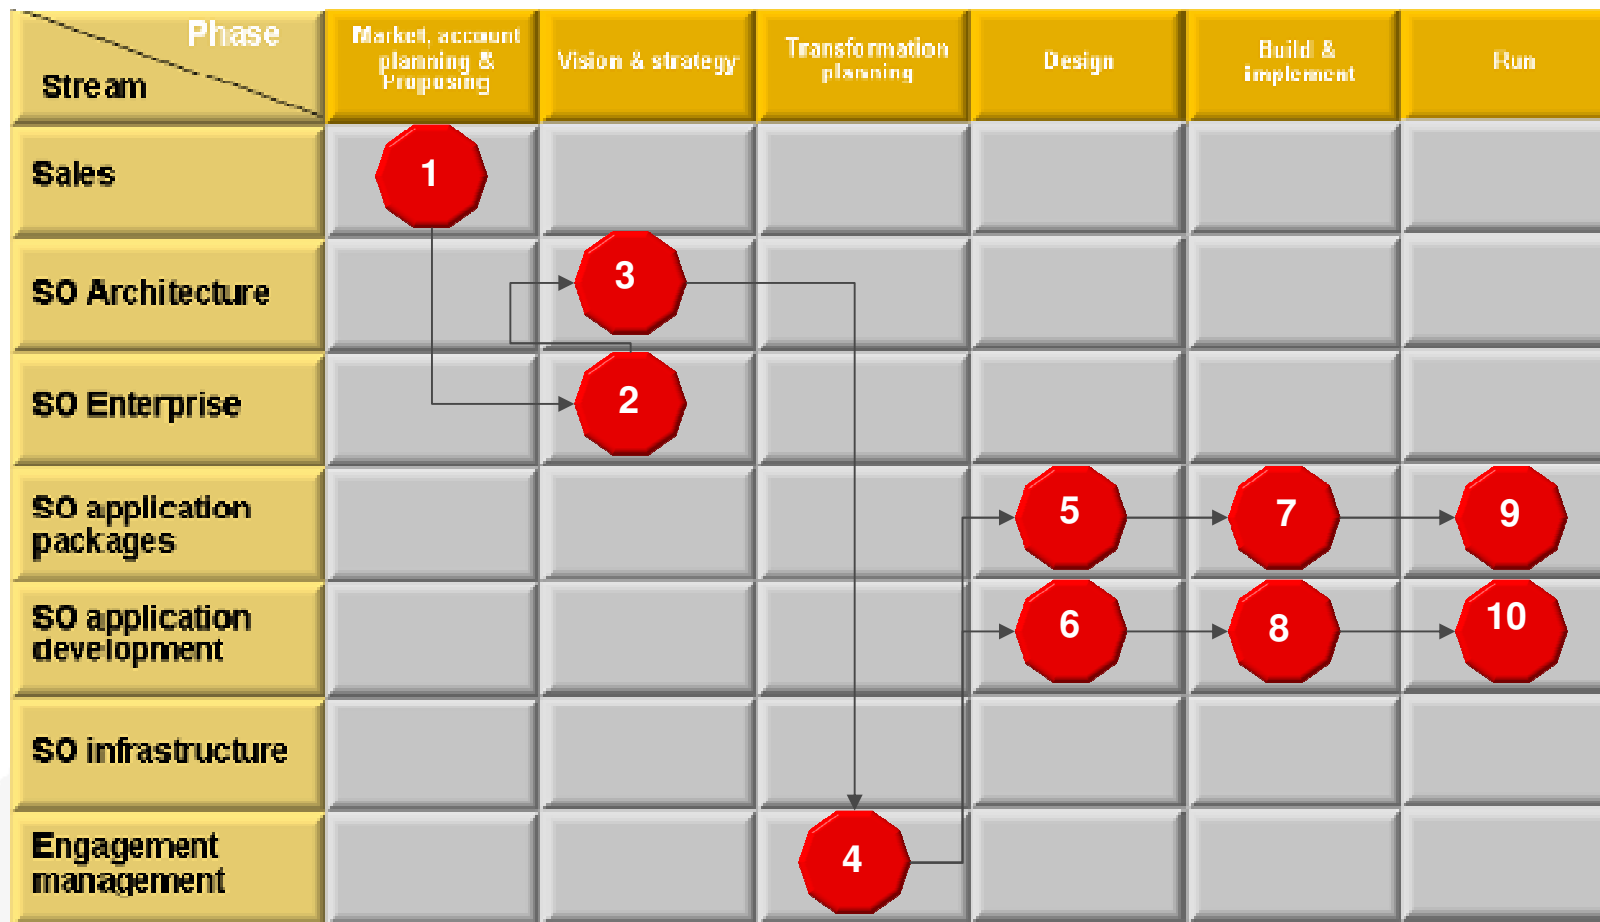 Phase
Stream
Market, account
planning &
Proposing
Vision & strategy
Transformation
planning
Design
Build &
implement
Run
Sales
1
SO Architecture
3
SO Enterprise
2
SO application
packages
5
7
9
SO application
development
6
8
10
SO infrastructure
Engagement
management
4